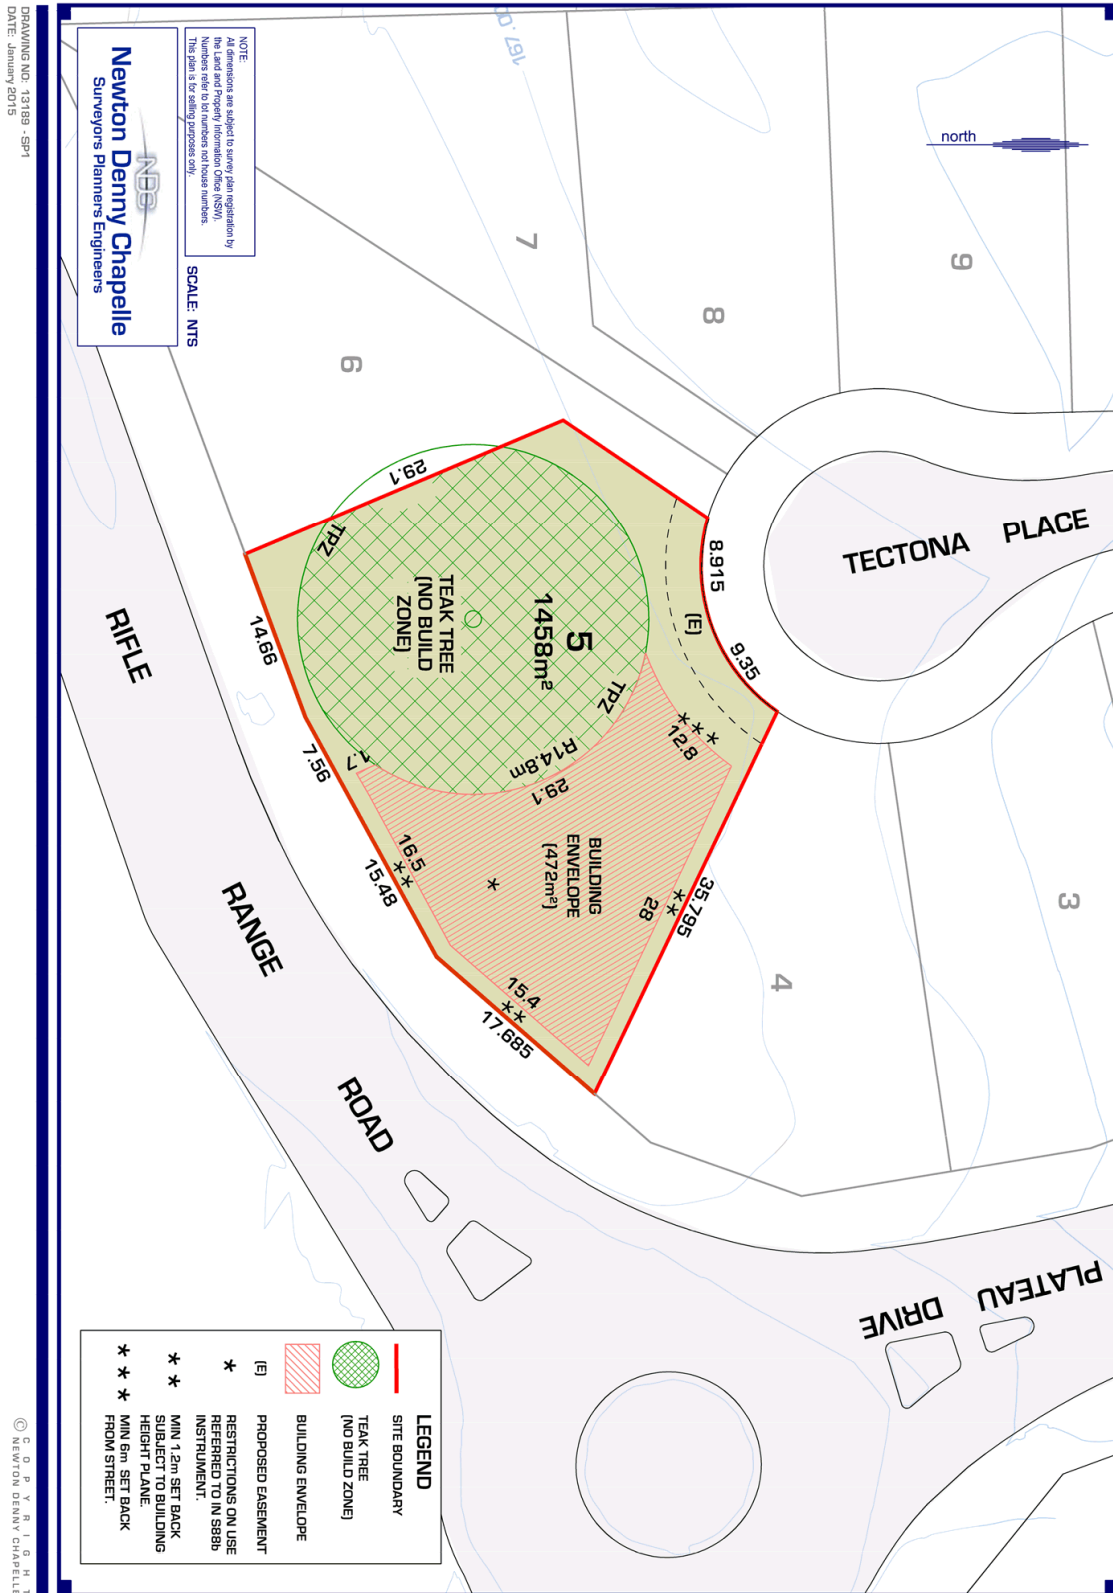 north
167.00
7
8
9
6
3
4
TECTONA PLACE
8.915
9.35
(E)
29.1
TPZ
TEAK TREE
(NO BUILD
ZONE)
5
1458m²
TPZ
R14.8m
29.1
***
12.8
14.66
7.56
1.7
16.5
**
15.48
*
BUILDING
ENVELOPE
(472m²)
35.795
**
28
15.4
**
17.685
RIFLE
RANGE
ROAD
PLATEAU
DRIVE
NOTE:
All dimensions are subject to survey plan registration by
the Land and Property Information Office (NSW).
Numbers refer to lot numbers not house numbers.
This plan is for selling purposes only.
SCALE: NTS
NDC
Newton Denny Chapelle
Surveyors Planners Engineers
DRAWING NO: 13189 - SP1
DATE: January 2015
LEGEND
SITE BOUNDARY
TEAK TREE
(NO BUILD ZONE)
BUILDING ENVELOPE
(E) PROPOSED EASEMENT
* RESTRICTIONS ON USE
REFERRED TO IN S88b
INSTRUMENT.
** MIN 1.2m SET BACK
SUBJECT TO BUILDING
HEIGHT PLANE.
*** MIN 6m SET BACK
FROM STREET.
© COPYRIGHT
NEWTON DENNY CHAPELLE